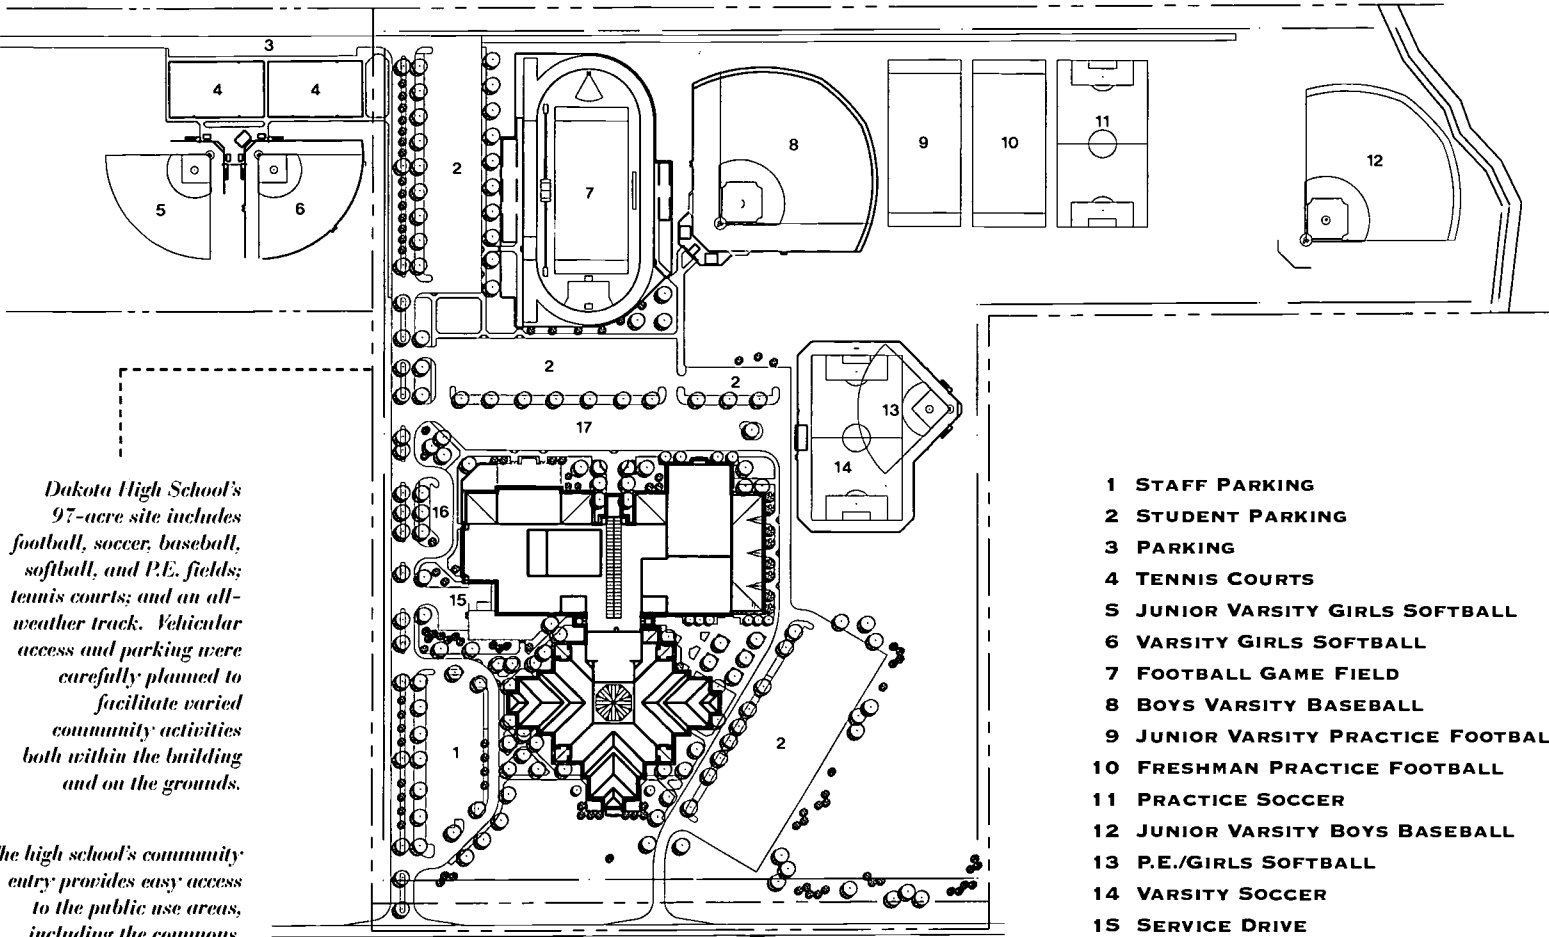 3
4 4
2
5
6
7
8
9
10
11
12
2
2
17
13
14
16
15
1
2
Dakota High School's
97-acre site includes
football, soccer, baseball,
softball, and P.E. fields;
tennis courts; and an all-
weather track. Vehicular
access and parking were
carefully planned to
facilitate varied
community activities
both within the building
and on the grounds.
he high school's community
entry provides easy access
to the public use areas,
including the commons,
1 STAFF PARKING
2 STUDENT PARKING
3 PARKING
4 TENNIS COURTS
5 JUNIOR VARSITY GIRLS SOFTBALL
6 VARSITY GIRLS SOFTBALL
7 FOOTBALL GAME FIELD
8 BOYS VARSITY BASEBALL
9 JUNIOR VARSITY PRACTICE FOOTBAL
10 FRESHMAN PRACTICE FOOTBALL
11 PRACTICE SOCCER
12 JUNIOR VARSITY BOYS BASEBALL
13 P.E./GIRLS SOFTBALL
14 VARSITY SOCCER
15 SERVICE DRIVE